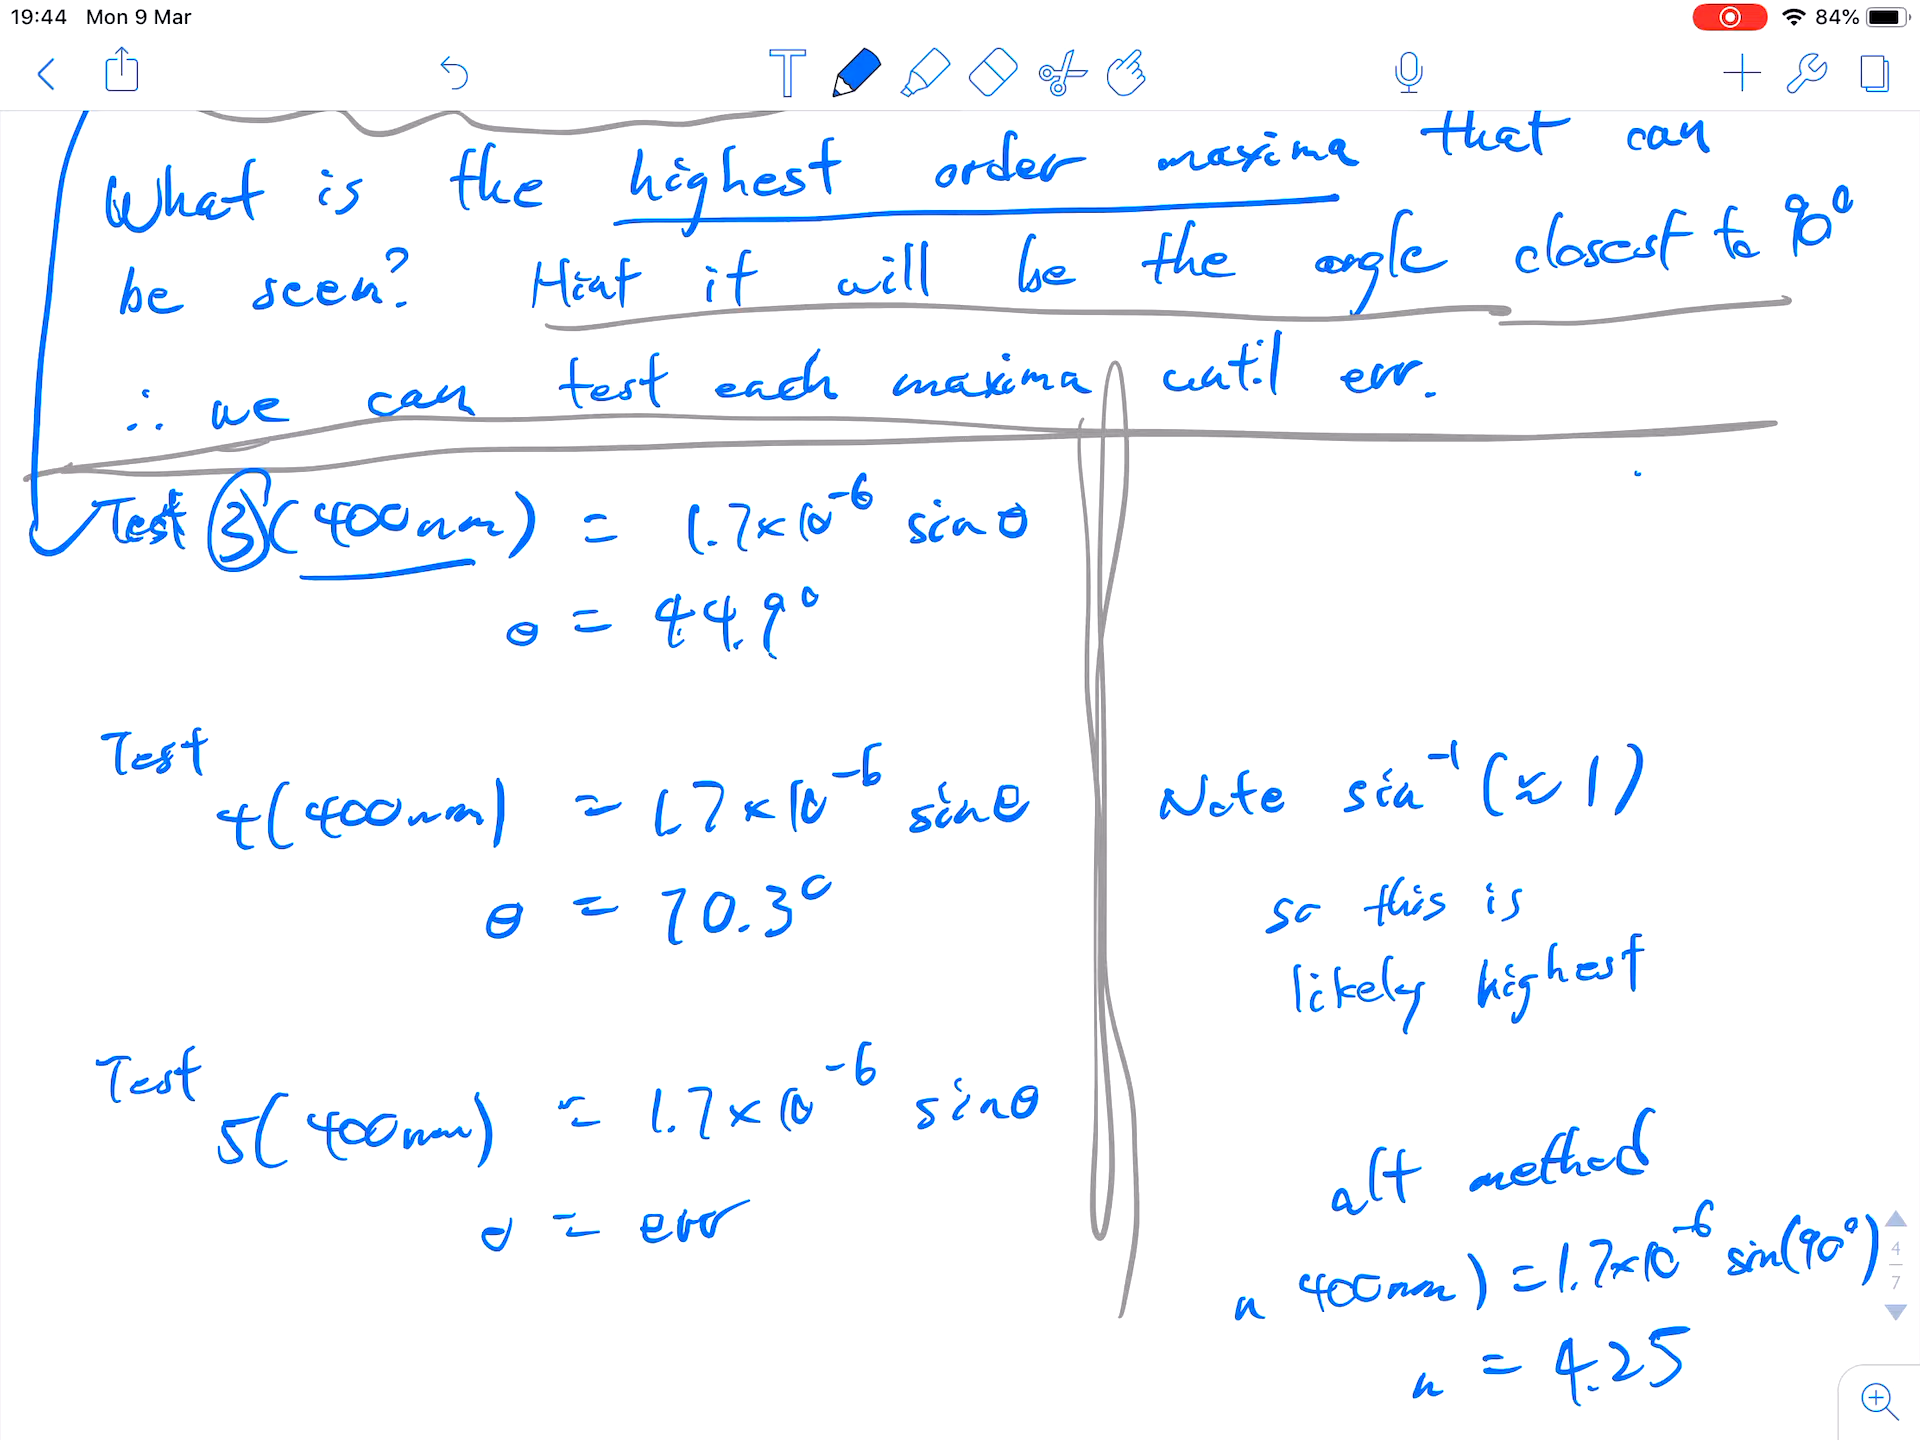 19:44 Mon 9 Mar 84%
T
What is the highest order maxima that can
be seen? Hint it will be the angle closest to 90°
∴ we can test each maxima until err.
Test 3(400nm) = 1.7×10⁻⁶ sinθ
θ = 44.9°
Test
4(400nm) = 1.7×10⁻⁶ sinθ
θ = 70.3°
Test
5(400nm) = 1.7×10⁻⁶ sinθ
θ = err
Note sin⁻¹(≈1)
so this is
likely highest
alt method
n 400nm) = 1.7×10⁻⁶ sin(90°)
n = 4.25
4
7